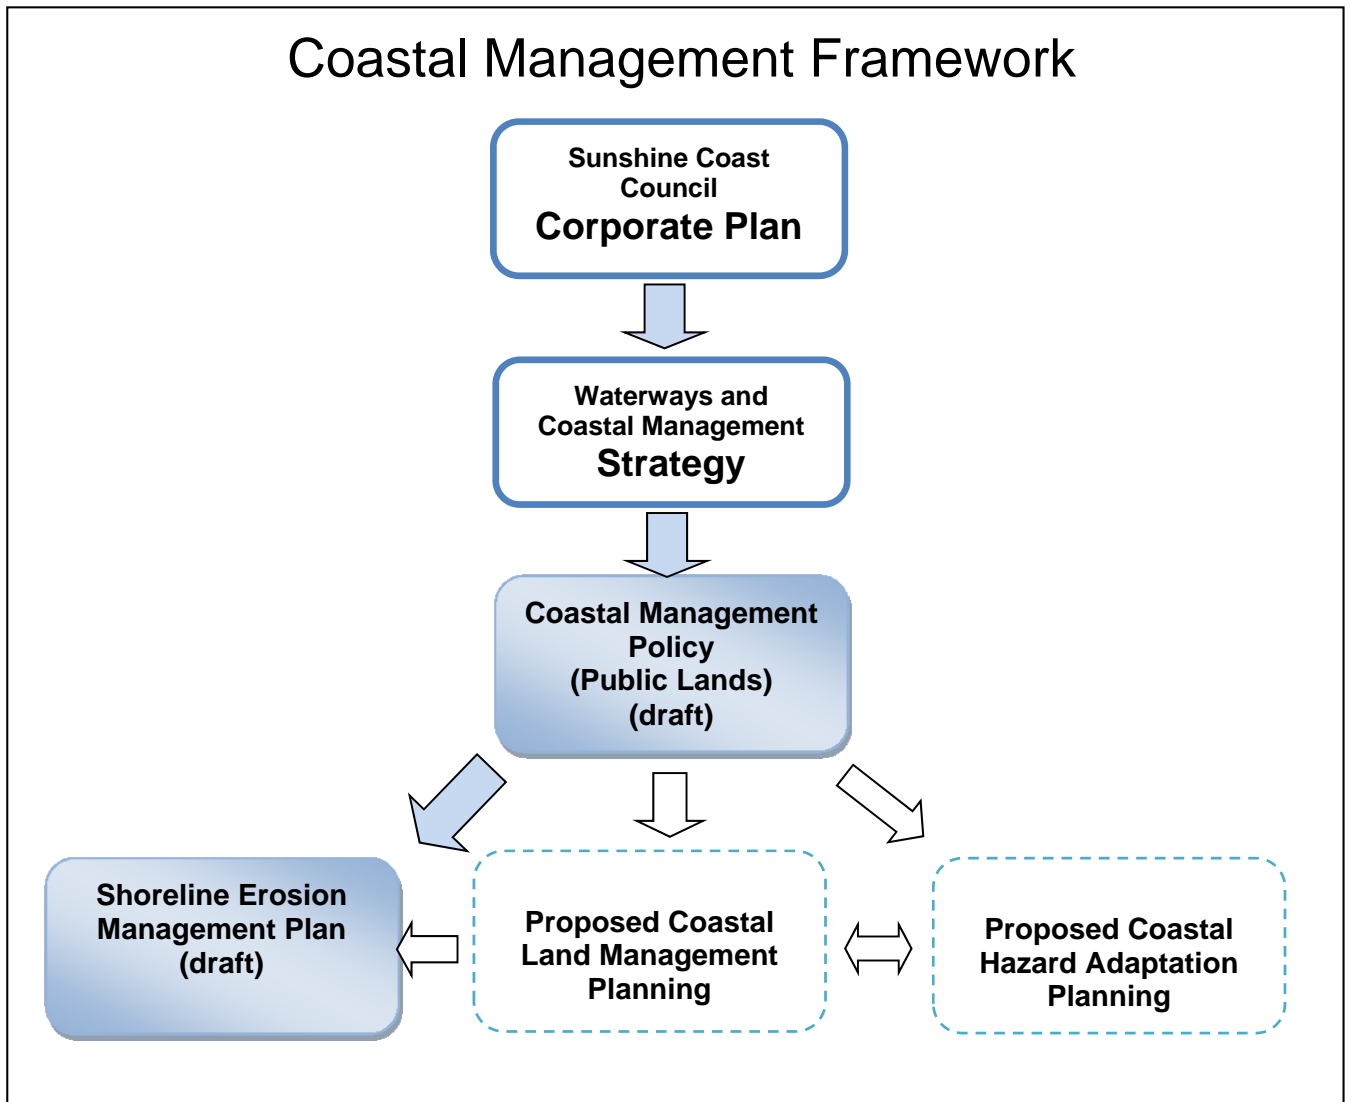 Coastal Management Framework
Sunshine Coast
Council
Corporate Plan
Waterways and
Coastal Management
Strategy
Coastal Management
Policy
(Public Lands)
(draft)
Shoreline Erosion
Management Plan
(draft)
Proposed Coastal
Land Management
Planning
Proposed Coastal
Hazard Adaptation
Planning